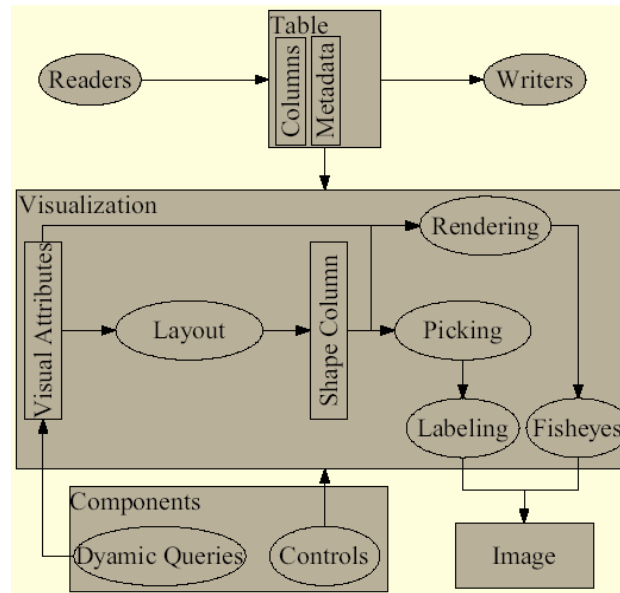 Table
Readers
Columns
Metadata
Writers
Visualization
Rendering
Visual Attributes
Layout
Shape Column
Picking
Labeling
Fisheyes
Components
Dyamic Queries
Controls
Image